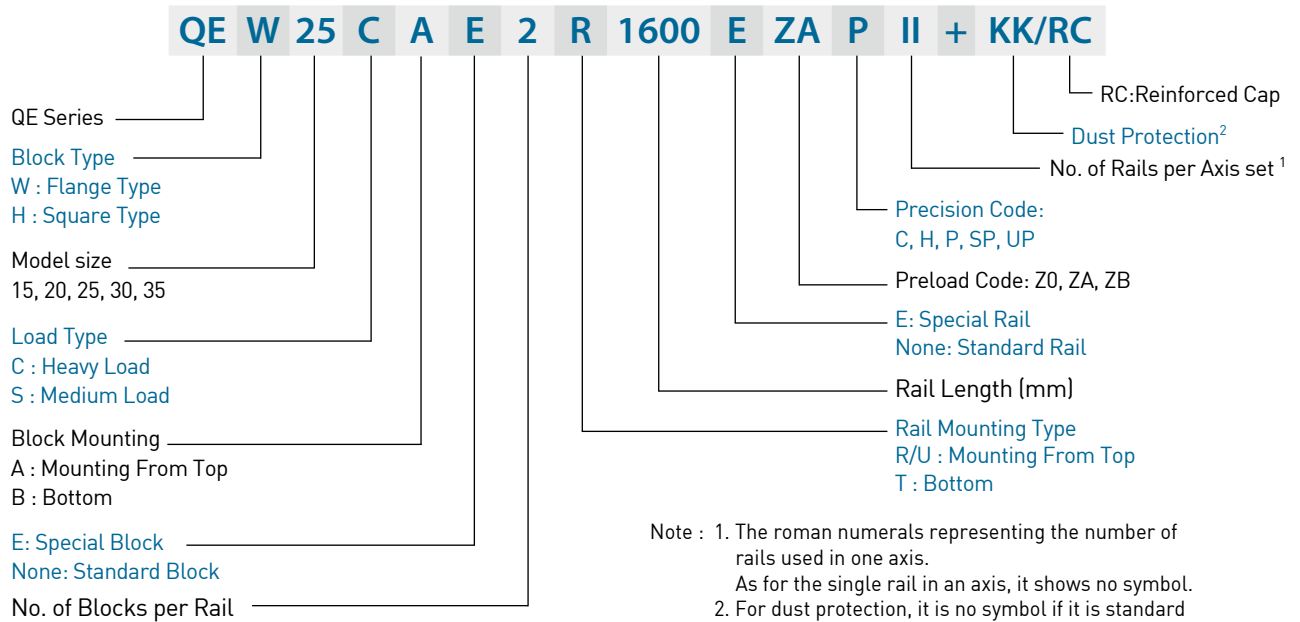 QE W 25 C A E 2 R 1600 E ZA P II + KK/RC
QE Series
Block Type
W : Flange Type
H : Square Type
Model size
15, 20, 25, 30, 35
Load Type
C : Heavy Load
S : Medium Load
Block Mounting
A : Mounting From Top
B : Bottom
E: Special Block
None: Standard Block
No. of Blocks per Rail
RC:Reinforced Cap
Dust Protection2
No. of Rails per Axis set 1
Precision Code:
C, H, P, SP, UP
Preload Code: Z0, ZA, ZB
E: Special Rail
None: Standard Rail
Rail Length (mm)
Rail Mounting Type
R/U : Mounting From Top
T : Bottom
Note : 1. The roman numerals representing the number of
rails used in one axis.
As for the single rail in an axis, it shows no symbol.
2. For dust protection, it is no symbol if it is standard